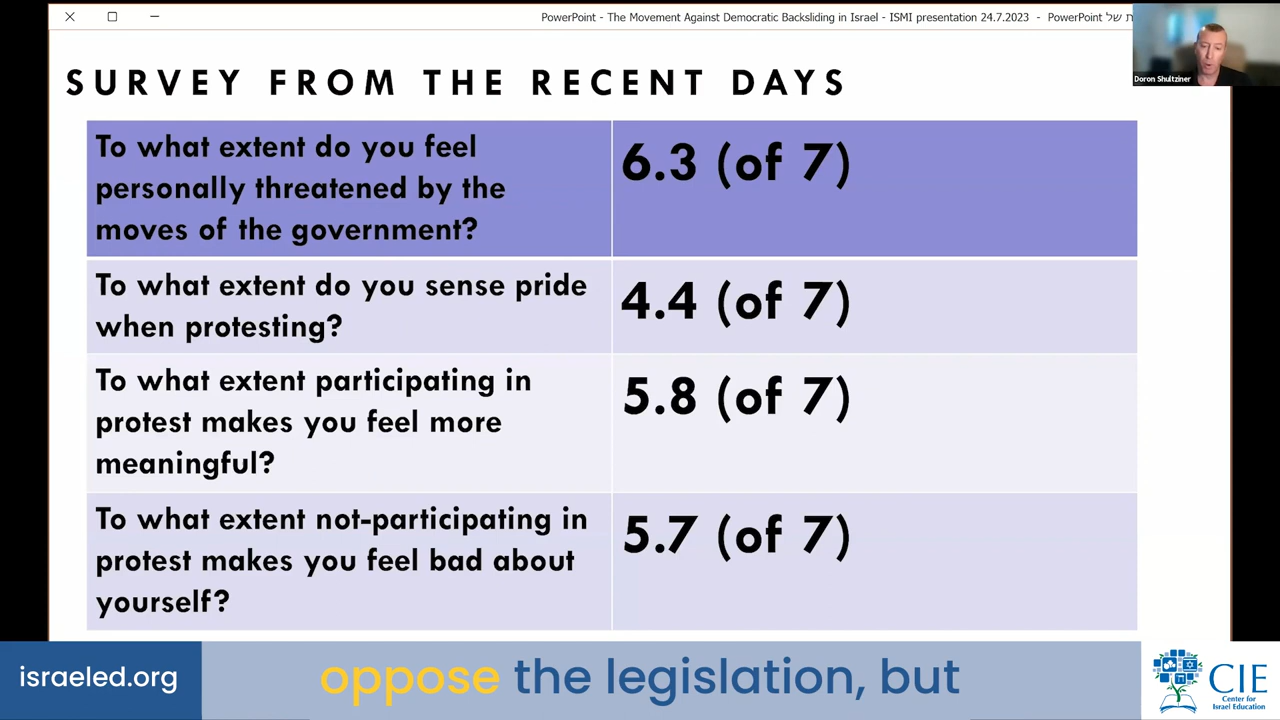 PowerPoint - The Movement Against Democratic Backsliding in Israel - ISMI presentation 24.7.2023 - PowerPoint ת של
Doron Shultziner
SURVEY FROM THE RECENT DAYS
To what extent do you feel
personally threatened by the
moves of the government?
6.3 (of 7)
To what extent do you sense pride
when protesting?
4.4 (of 7)
To what extent participating in
protest makes you feel more
meaningful?
5.8 (of 7)
To what extent not-participating in
protest makes you feel bad about
yourself?
5.7 (of 7)
israeled.org
oppose the legislation, but
CIE
Center for
Israel Education